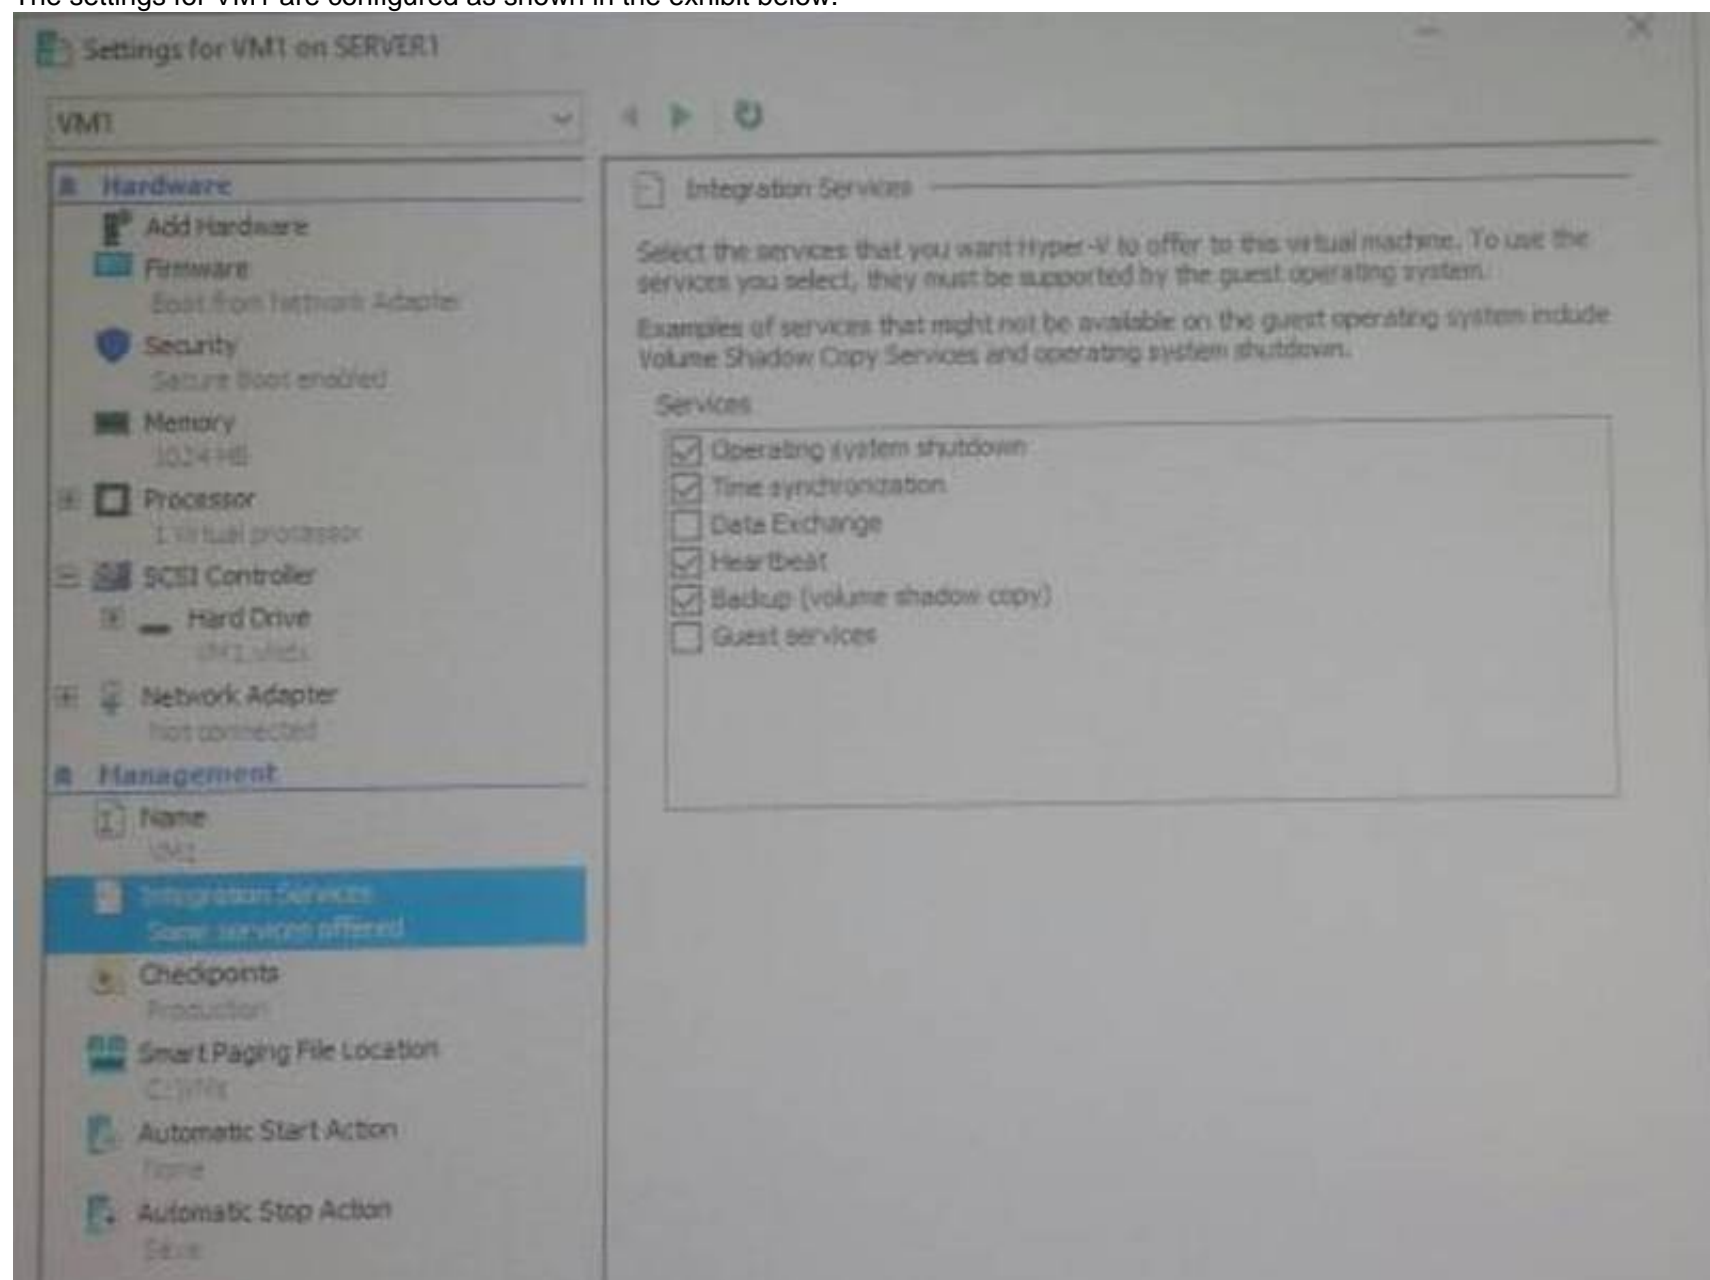 The settings for VM1 are configured as shown in the exhibit below.
Settings for VM1 on SERVER1
VM1
Hardware
Add Hardware
Firmware
Boot from Network Adapter
Security
Secure Boot enabled
Memory
1024 MB
Processor
1 Virtual processor
SCSI Controller
Hard Drive
VM1.vhdx
Network Adapter
Not connected
Management
Name
VM1
Integration Services
Some services offered
Checkpoints
Production
Smart Paging File Location
C:\VMs
Automatic Start Action
None
Automatic Stop Action
Save
Integration Services
Select the services that you want Hyper-V to offer to this virtual machine. To use the
services you select, they must be supported by the guest operating system.
Examples of services that might not be available on the guest operating system include
Volume Shadow Copy Services and operating system shutdown.
Services
Operating system shutdown
Time synchronization
Data Exchange
Heartbeat
Backup (volume shadow copy)
Guest services